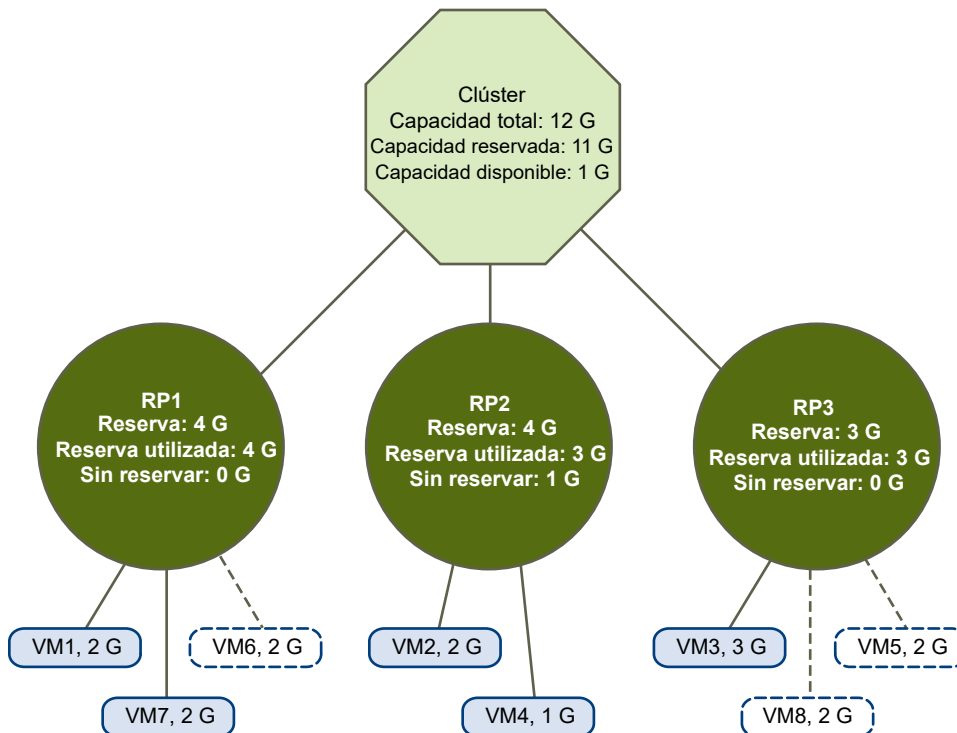 Clúster
Capacidad total: 12 G
Capacidad reservada: 11 G
Capacidad disponible: 1 G
RP1
Reserva: 4 G
Reserva utilizada: 4 G
Sin reservar: 0 G
RP2
Reserva: 4 G
Reserva utilizada: 3 G
Sin reservar: 1 G
RP3
Reserva: 3 G
Reserva utilizada: 3 G
Sin reservar: 0 G
VM1, 2 G
VM6, 2 G
VM2, 2 G
VM3, 3 G
VM5, 2 G
VM7, 2 G
VM4, 1 G
VM8, 2 G